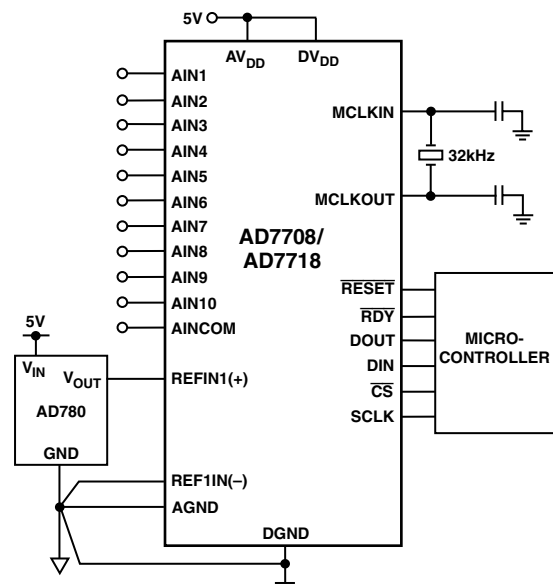 5V
AVDD
DVDD
AIN1
AIN2
AIN3
AIN4
AIN5
AIN6
AIN7
AIN8
AIN9
AIN10
AINCOM
REFIN1(+)
REF1IN(–)
AGND
DGND
AD7708/
AD7718
MCLKIN
32kHz
MCLKOUT
RESET
RDY
DOUT
DIN
CS
SCLK
MICRO-
CONTROLLER
5V
VIN
VOUT
AD780
GND